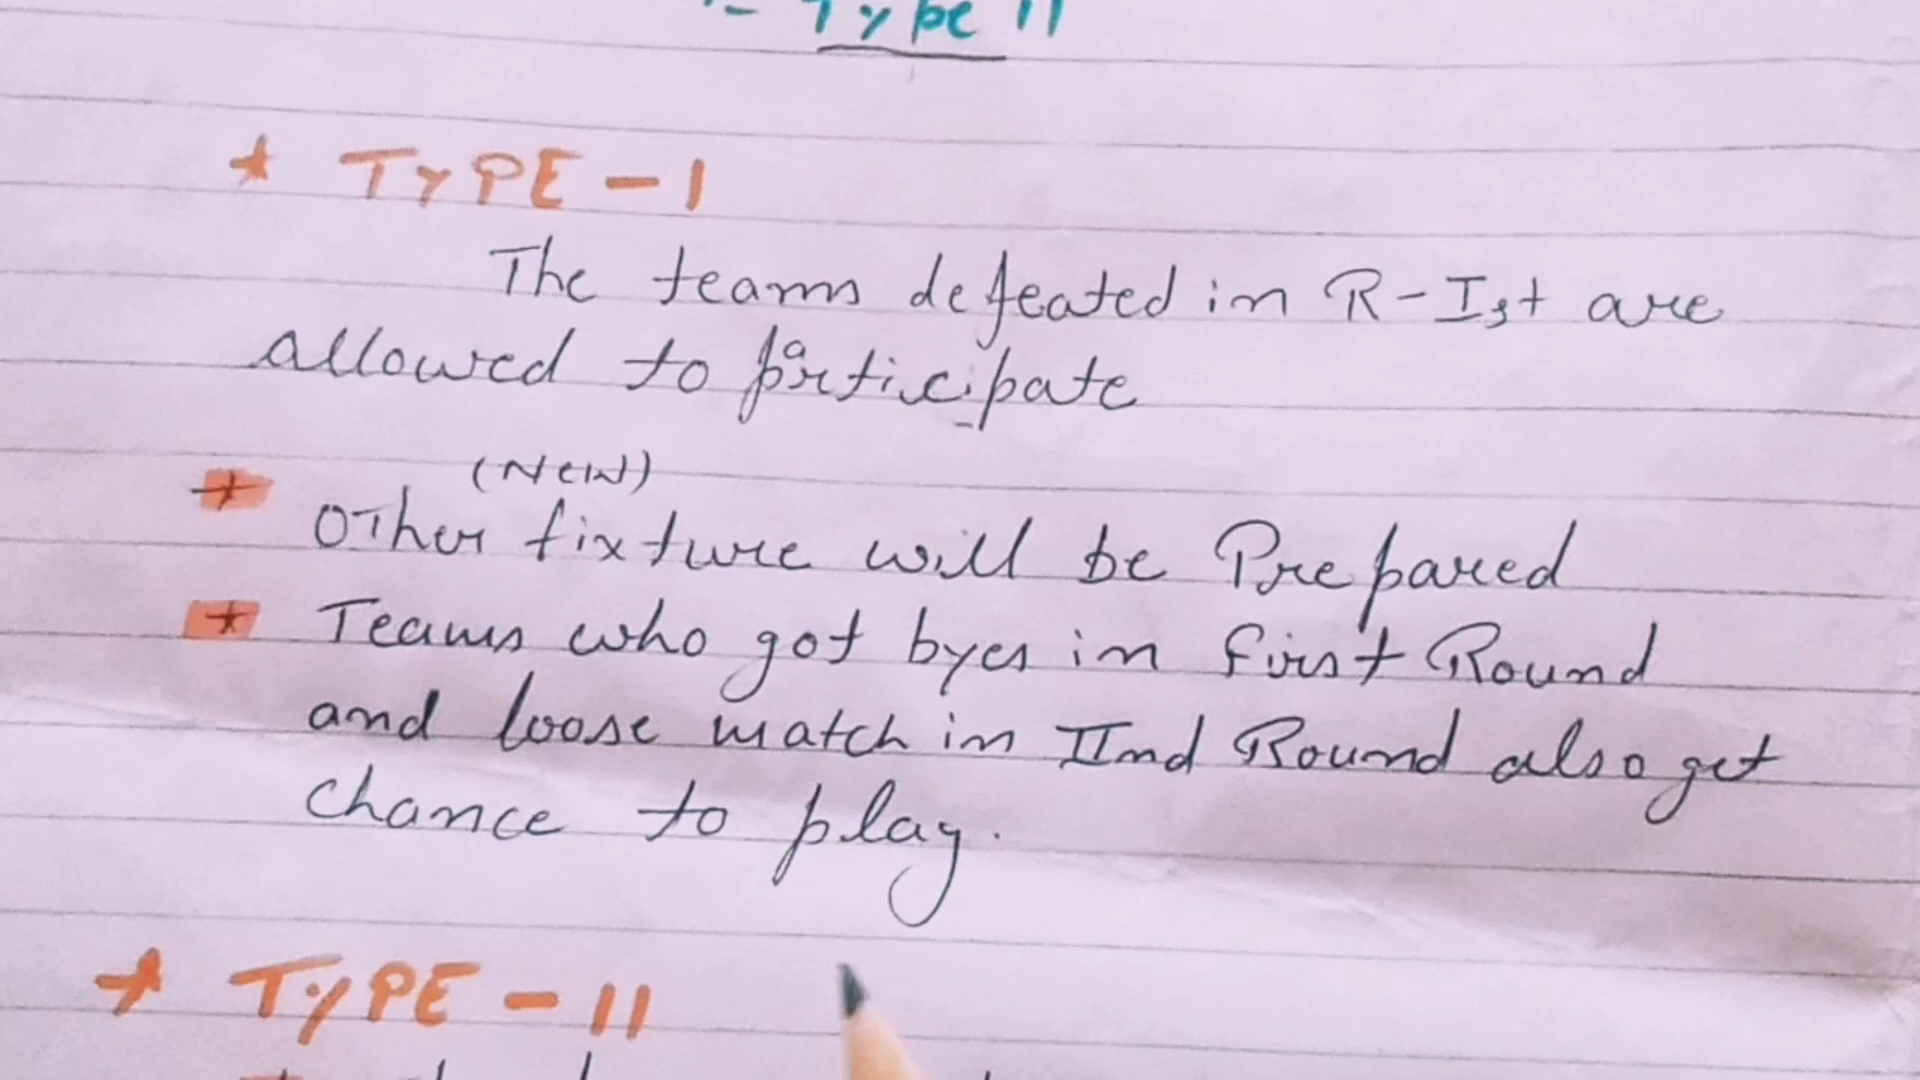 - Type II
* TYPE - I
The teams defeated in R-Ist are
allowed to participate
(New)
* Other fixture will be Prepared
* Teams who got byes in first Round
and loose match in IInd Round also get
chance to play.
* TYPE - II